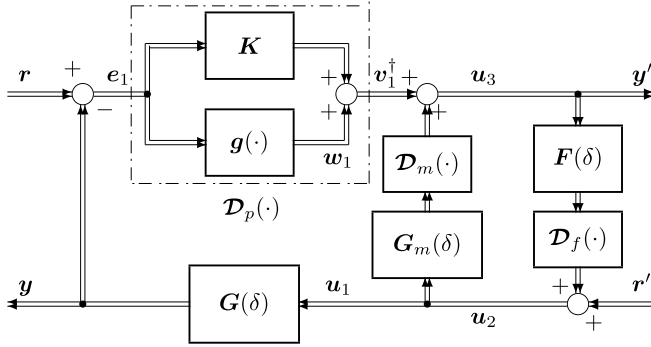 K
r + e₁ + v₁† + u₃ y′
− + +
g(·)
w₁
𝓓ₘ(·) F(δ)
𝓓ₚ(·)
Gₘ(δ) 𝓓f(·)
y u₁ + r′
G(δ) u₂ +